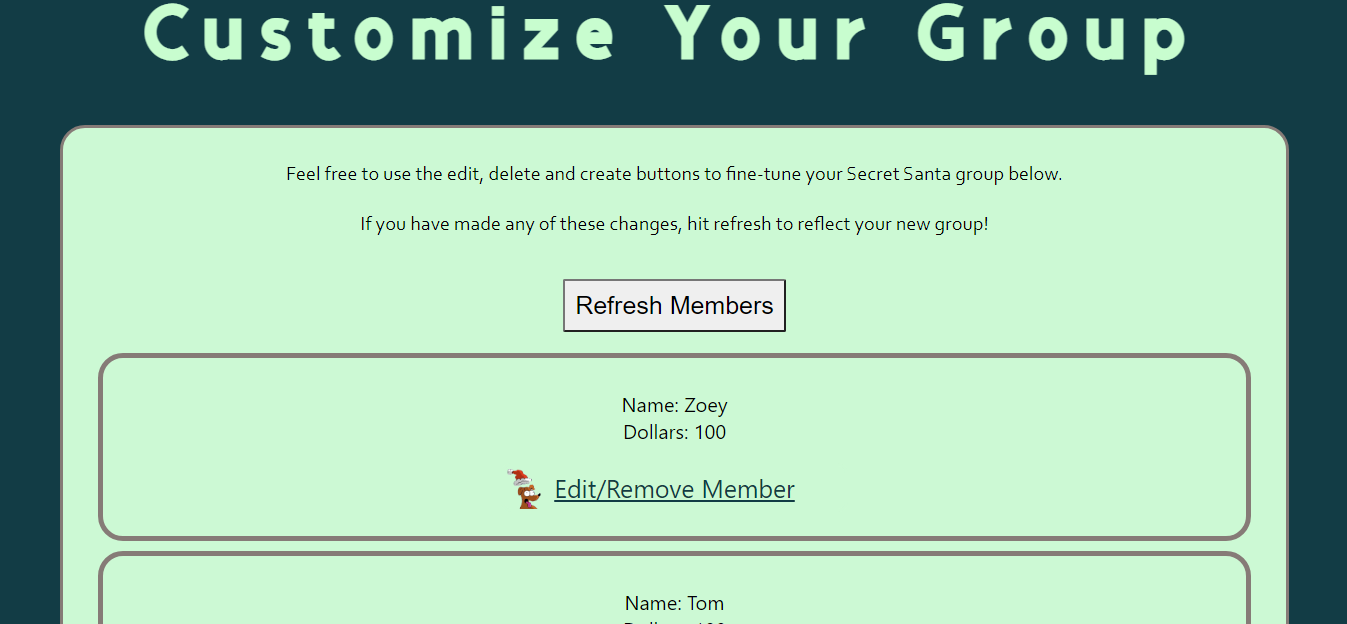 Customize Your Group
Feel free to use the edit, delete and create buttons to fine-tune your Secret Santa group below.
If you have made any of these changes, hit refresh to reflect your new group!
Refresh Members
Name: Zoey
Dollars: 100
Edit/Remove Member
Name: Tom